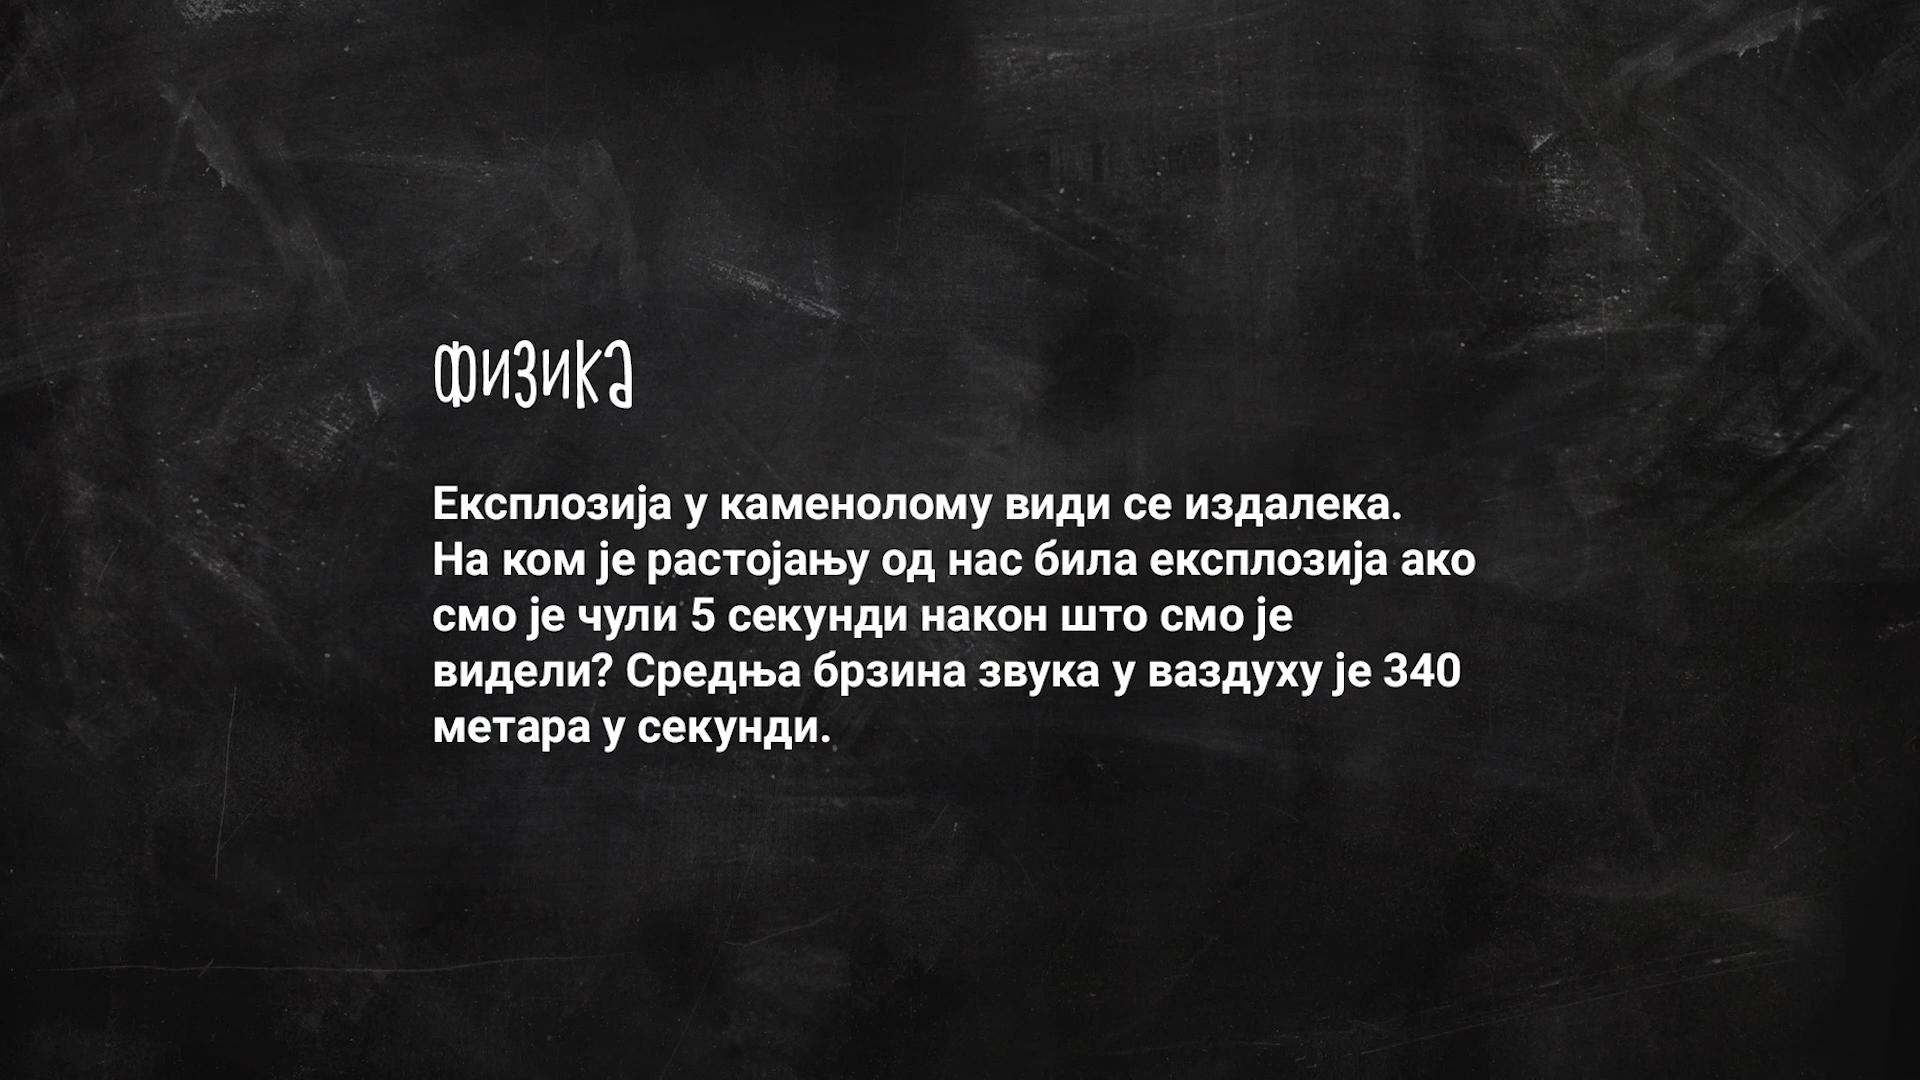 физика
Експлозија у каменолому види се издалека.
На ком је растојању од нас била експлозија ако
смо је чули 5 секунди након што смо је
видели? Средња брзина звука у ваздуху је 340
метара у секунди.